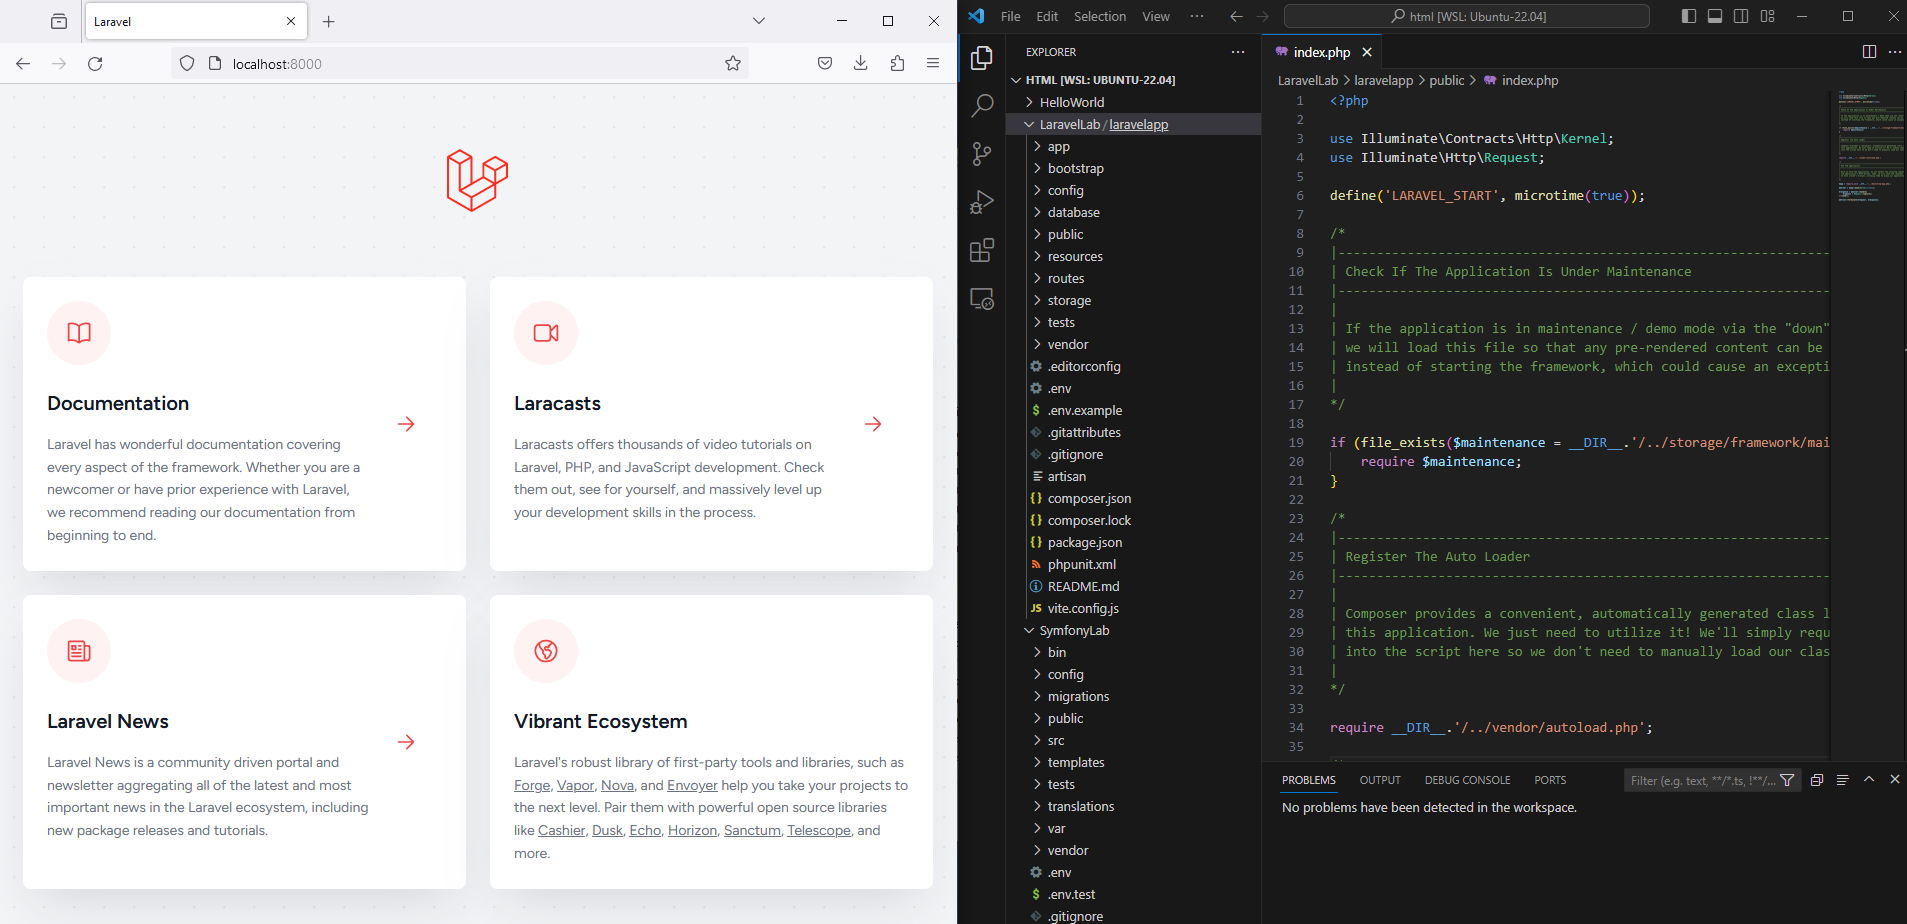 Laravel
localhost:8000
Documentation
Laravel has wonderful documentation covering
every aspect of the framework. Whether you are a
newcomer or have prior experience with Laravel,
we recommend reading our documentation from
beginning to end.
Laracasts
Laracasts offers thousands of video tutorials on
Laravel, PHP, and JavaScript development. Check
them out, see for yourself, and massively level up
your development skills in the process.
Laravel News
Laravel News is a community driven portal and
newsletter aggregating all of the latest and most
important news in the Laravel ecosystem, including
new package releases and tutorials.
Vibrant Ecosystem
Laravel's robust library of first-party tools and libraries, such as
Forge, Vapor, Nova, and Envoyer help you take your projects to
the next level. Pair them with powerful open source libraries
like Cashier, Dusk, Echo, Horizon, Sanctum, Telescope, and
more.
File Edit Selection View ··· html [WSL: Ubuntu-22.04]
EXPLORER ···
HTML [WSL: UBUNTU-22.04]
HelloWorld
LaravelLab / laravelapp
app
bootstrap
config
database
public
resources
routes
storage
tests
vendor
.editorconfig
.env
$ .env.example
.gitattributes
.gitignore
artisan
{} composer.json
{} composer.lock
{} package.json
phpunit.xml
README.md
JS vite.config.js
SymfonyLab
bin
config
migrations
public
src
templates
tests
translations
var
vendor
.env
$ .env.test
.gitignore
index.php
LaravelLab > laravelapp > public > index.php
1 <?php
2
3 use Illuminate\Contracts\Http\Kernel;
4 use Illuminate\Http\Request;
5
6 define('LARAVEL_START', microtime(true));
7
8 /*
9 |----------------------------------------------------------------
10 | Check If The Application Is Under Maintenance
11 |----------------------------------------------------------------
12 |
13 | If the application is in maintenance / demo mode via the "down"
14 | we will load this file so that any pre-rendered content can be
15 | instead of starting the framework, which could cause an excepti
16 |
17 */
18
19 if (file_exists($maintenance = __DIR__.'/../storage/framework/mai
20 require $maintenance;
21 }
22
23 /*
24 |----------------------------------------------------------------
25 | Register The Auto Loader
26 |----------------------------------------------------------------
27 |
28 | Composer provides a convenient, automatically generated class l
29 | this application. We just need to utilize it! We'll simply requ
30 | into the script here so we don't need to manually load our clas
31 |
32 */
33
34 require __DIR__.'/../vendor/autoload.php';
35
PROBLEMS OUTPUT DEBUG CONSOLE PORTS Filter (e.g. text, **/*.ts, !**/...
No problems have been detected in the workspace.